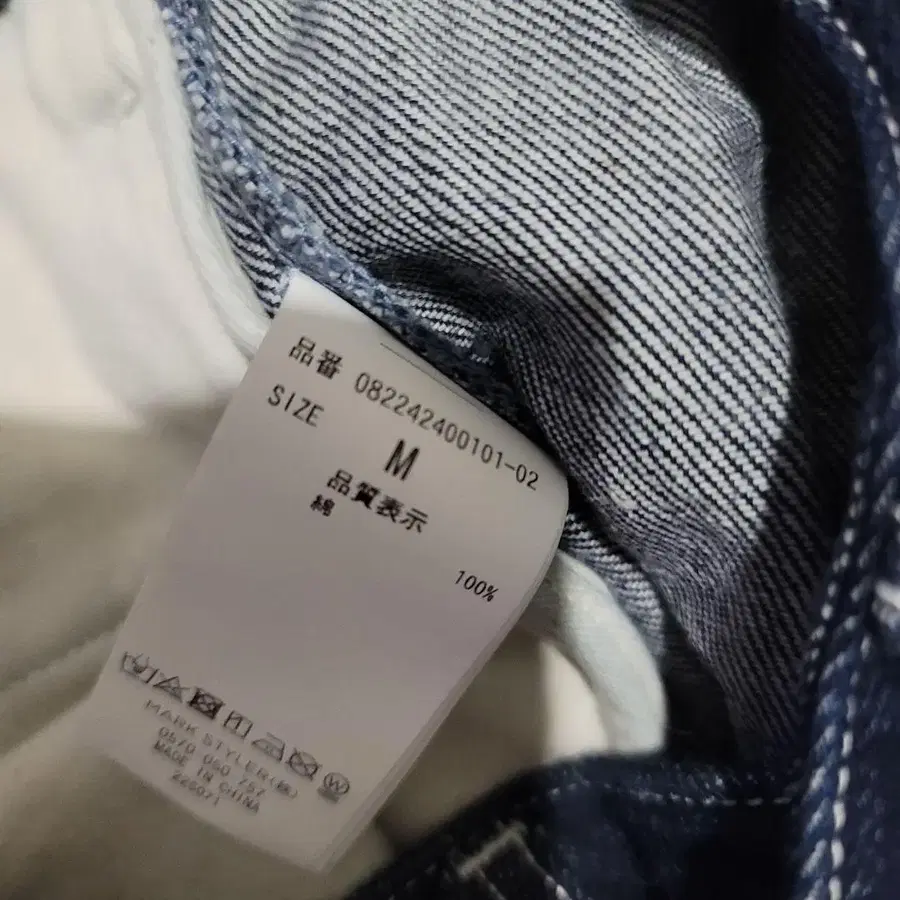 品番 082242400101-02
SIZE M
品質表示
綿 100%
MARK STYLER(株)
0570 050 757
MADE IN CHINA